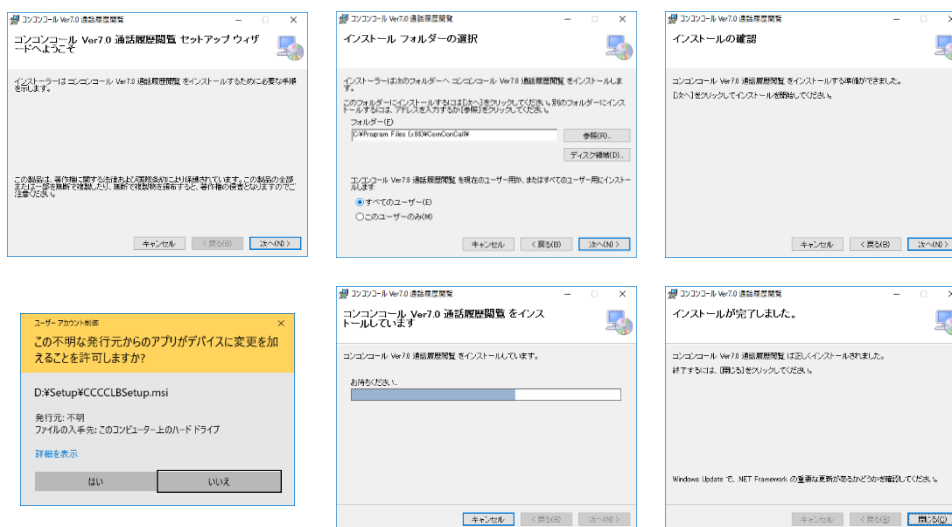 コンコンコール Ver7.0 通話履歴閲覧
コンコンコール Ver7.0 通話履歴閲覧 セットアップ ウィザ
ードへようこそ
インストーラーは コンコンコール Ver7.0 通話履歴閲覧 をインストールするために必要な手順
を示します。
この製品は、著作権に関する法律および国際条約により保護されています。この製品の全部
または一部を無断で複製したり、無断で複製物を頒布すると、著作権の侵害となりますのでご
注意ください。
キャンセル
< 戻る(B)
次へ(N) >
コンコンコール Ver7.0 通話履歴閲覧
インストール フォルダーの選択
インストーラーは次のフォルダーへ コンコンコール Ver7.0 通話履歴閲覧 をインストールしま
す。
このフォルダーにインストールするには[次へ]をクリックしてください。別のフォルダーにインス
トールするには、アドレスを入力するか[参照]をクリックしてください。
フォルダー(F):
C:¥Program Files (x86)¥ComConCall¥
参照(R)...
ディスク領域(D)...
コンコンコール Ver7.0 通話履歴閲覧 を現在のユーザー用か、またはすべてのユーザー用にインストー
ルします:
すべてのユーザー(E)
このユーザーのみ(M)
キャンセル
< 戻る(B)
次へ(N) >
コンコンコール Ver7.0 通話履歴閲覧
インストールの確認
コンコンコール Ver7.0 通話履歴閲覧 をインストールする準備ができました。
[次へ]をクリックしてインストールを開始してください。
キャンセル
< 戻る(B)
次へ(N) >
ユーザー アカウント制御
この不明な発行元からのアプリがデバイスに変更を加
えることを許可しますか?
D:¥Setup¥CCCCLBSetup.msi
発行元: 不明
ファイルの入手先: このコンピューター上のハード ドライブ
詳細を表示
はい
いいえ
コンコンコール Ver7.0 通話履歴閲覧
コンコンコール Ver7.0 通話履歴閲覧 をインス
トールしています
コンコンコール Ver7.0 通話履歴閲覧 をインストールしています。
お待ちください...
キャンセル
< 戻る(B)
次へ(N) >
コンコンコール Ver7.0 通話履歴閲覧
インストールが完了しました。
コンコンコール Ver7.0 通話履歴閲覧 は正しくインストールされました。
終了するには、[閉じる]をクリックしてください。
Windows Update で、.NET Framework の重要な更新があるかどうかを確認してください。
キャンセル
< 戻る(B)
閉じる(C)